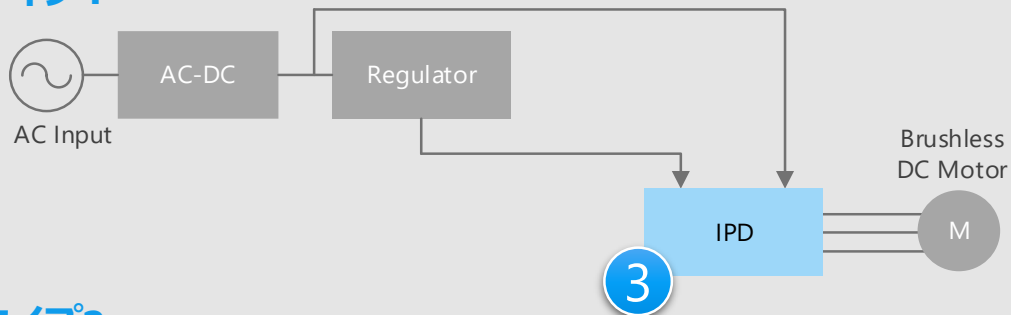 AC-DC
Regulator
AC Input
Brushless
DC Motor
IPD
M
3